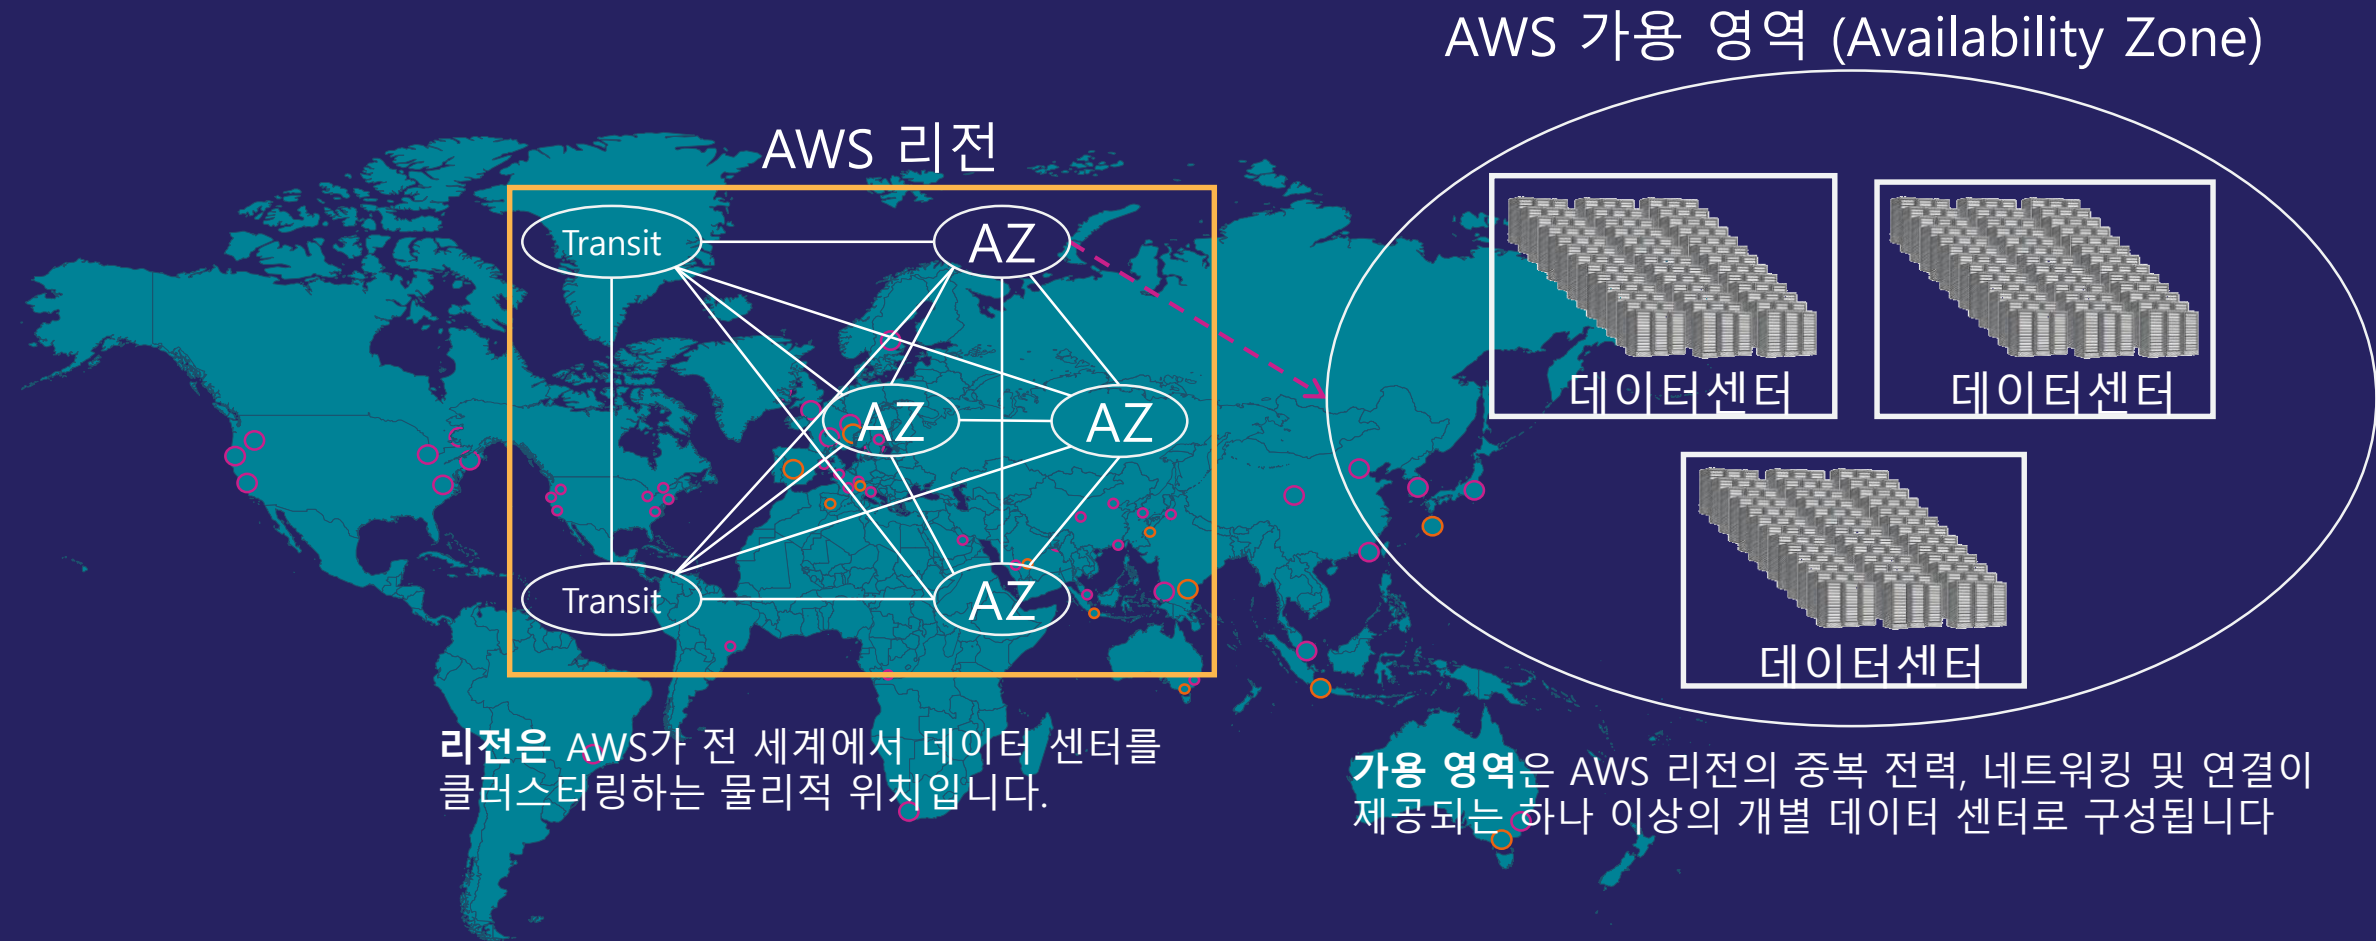 AWS 가용 영역 (Availability Zone)
AWS 리전
Transit
AZ
AZ
AZ
Transit
AZ
데이터센터
데이터센터
데이터센터
리전은 AWS가 전 세계에서 데이터 센터를
클러스터링하는 물리적 위치입니다.
가용 영역은 AWS 리전의 중복 전력, 네트워킹 및 연결이
제공되는 하나 이상의 개별 데이터 센터로 구성됩니다